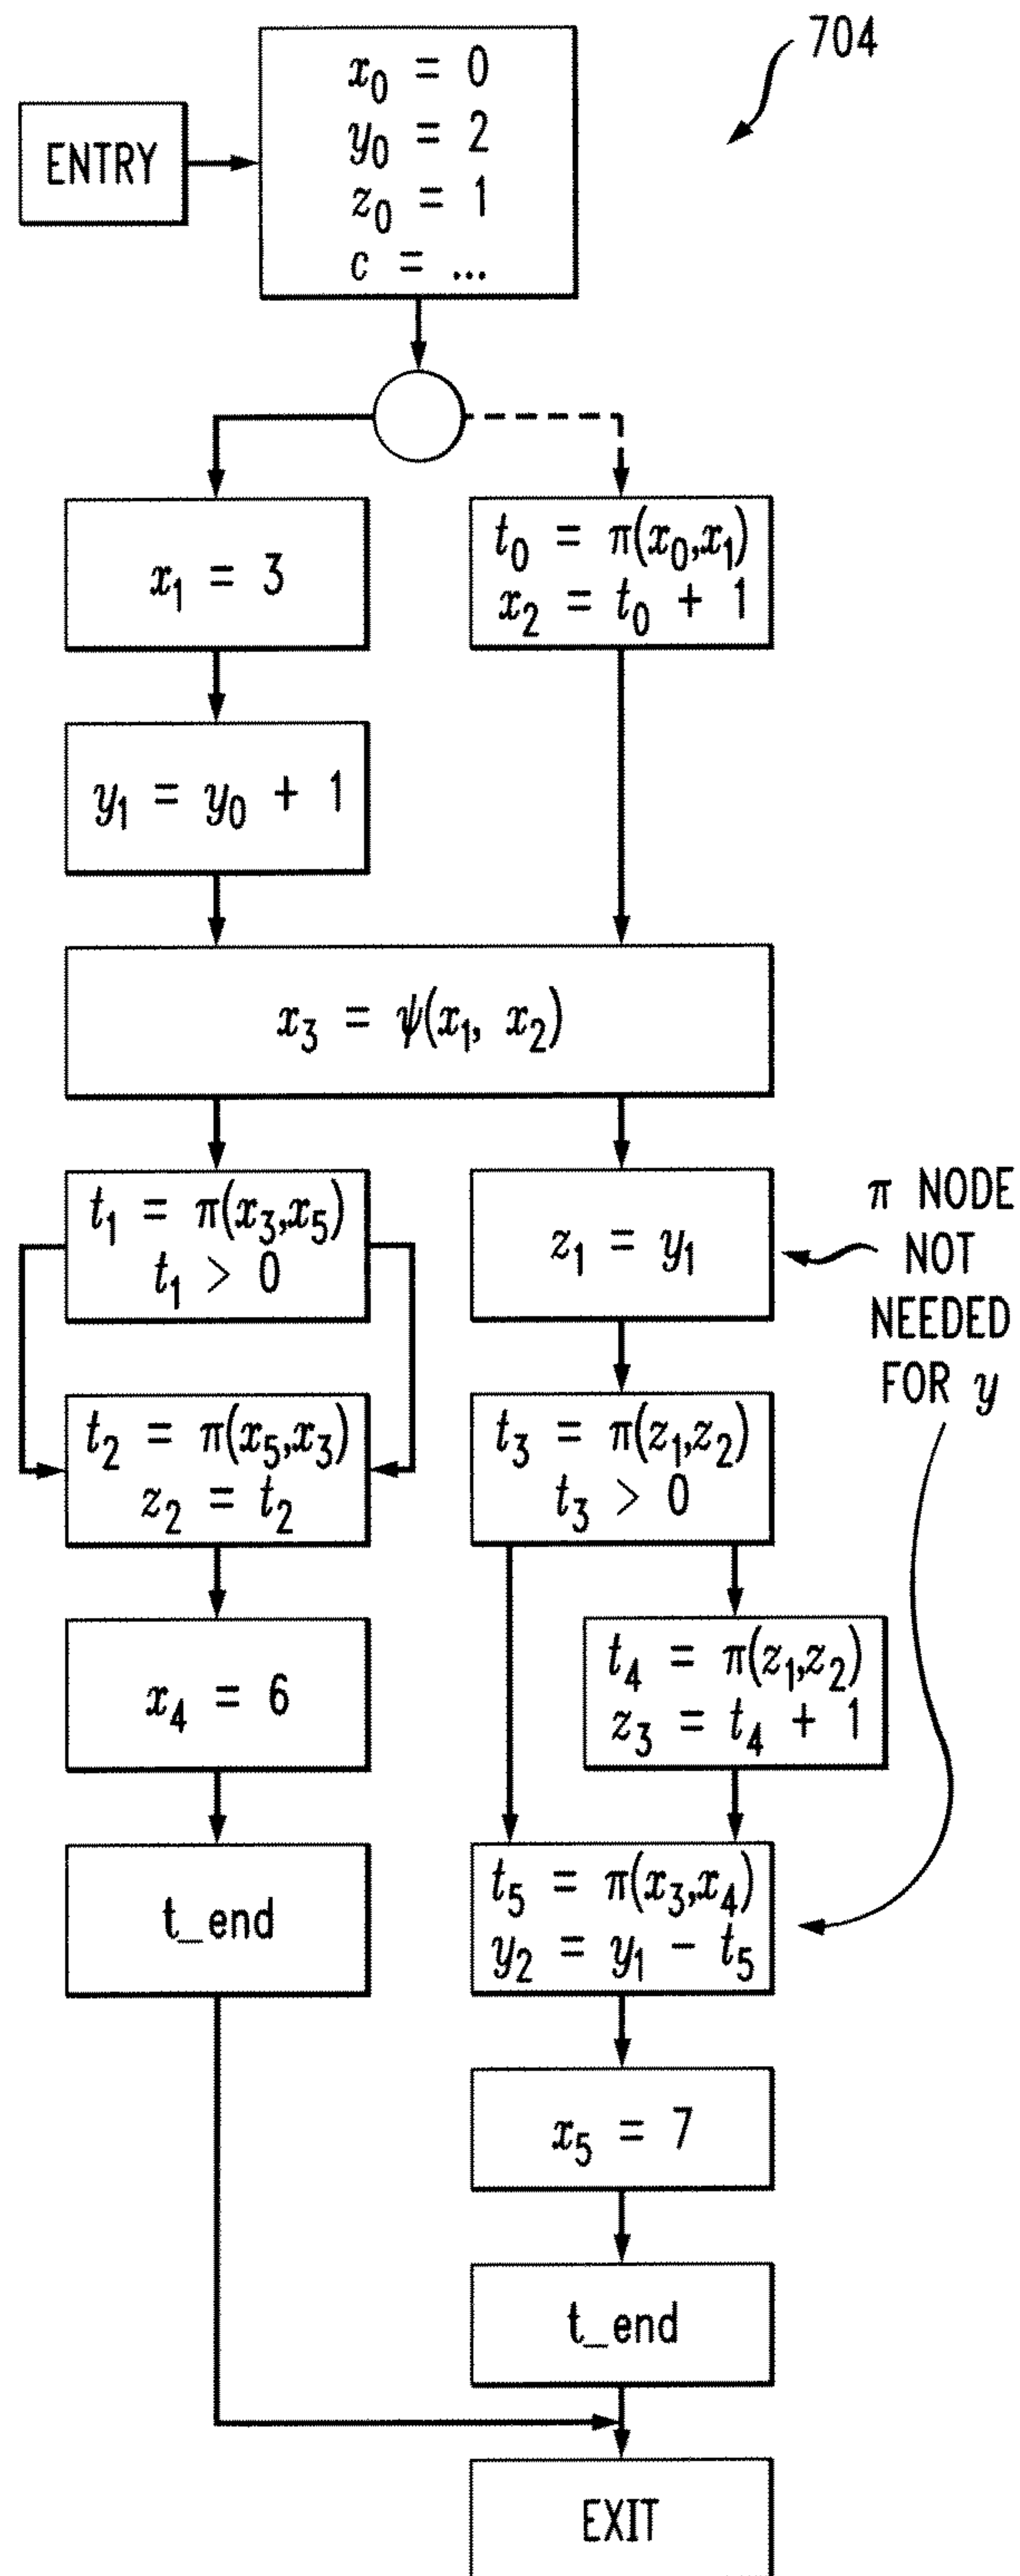 704
ENTRY
x₀ = 0
y₀ = 2
z₀ = 1
c = ...
x₁ = 3
t₀ = π(x₀,x₁)
x₂ = t₀ + 1
y₁ = y₀ + 1
x₃ = ψ(x₁, x₂)
t₁ = π(x₃,x₅)
t₁ > 0
z₁ = y₁
π NODE
NOT
NEEDED
FOR y
t₂ = π(x₅,x₃)
z₂ = t₂
t₃ = π(z₁,z₂)
t₃ > 0
x₄ = 6
t₄ = π(z₁,z₂)
z₃ = t₄ + 1
t_end
t₅ = π(x₃,x₄)
y₂ = y₁ - t₅
x₅ = 7
t_end
EXIT